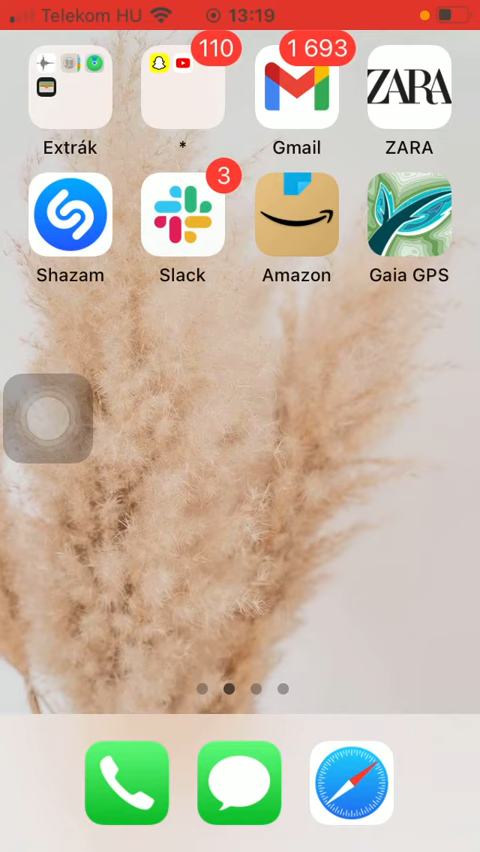 Telekom HU 13:19
110 1 693
ZARA
Extrák * Gmail ZARA
3
Shazam Slack Amazon Gaia GPS